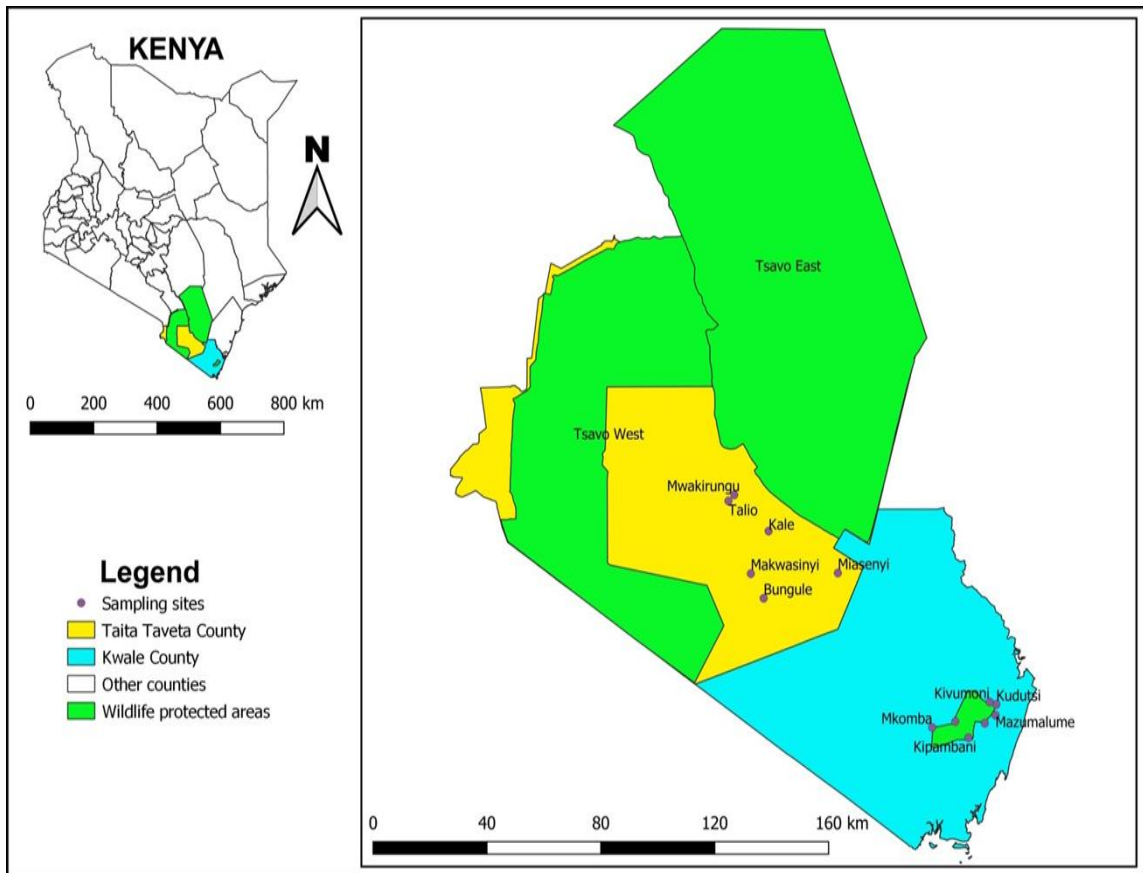 KENYA
N
0 200 400 600 800 km
Legend
Sampling sites
Taita Taveta County
Kwale County
Other counties
Wildlife protected areas
Tsavo East
Tsavo West
Mwakirungu
Talio
Kale
Makwasinyi
Miasenyi
Bungule
Kivumoni
Kudutsi
Mkomba
Mazumalume
Kipambani
0 40 80 120 160 km